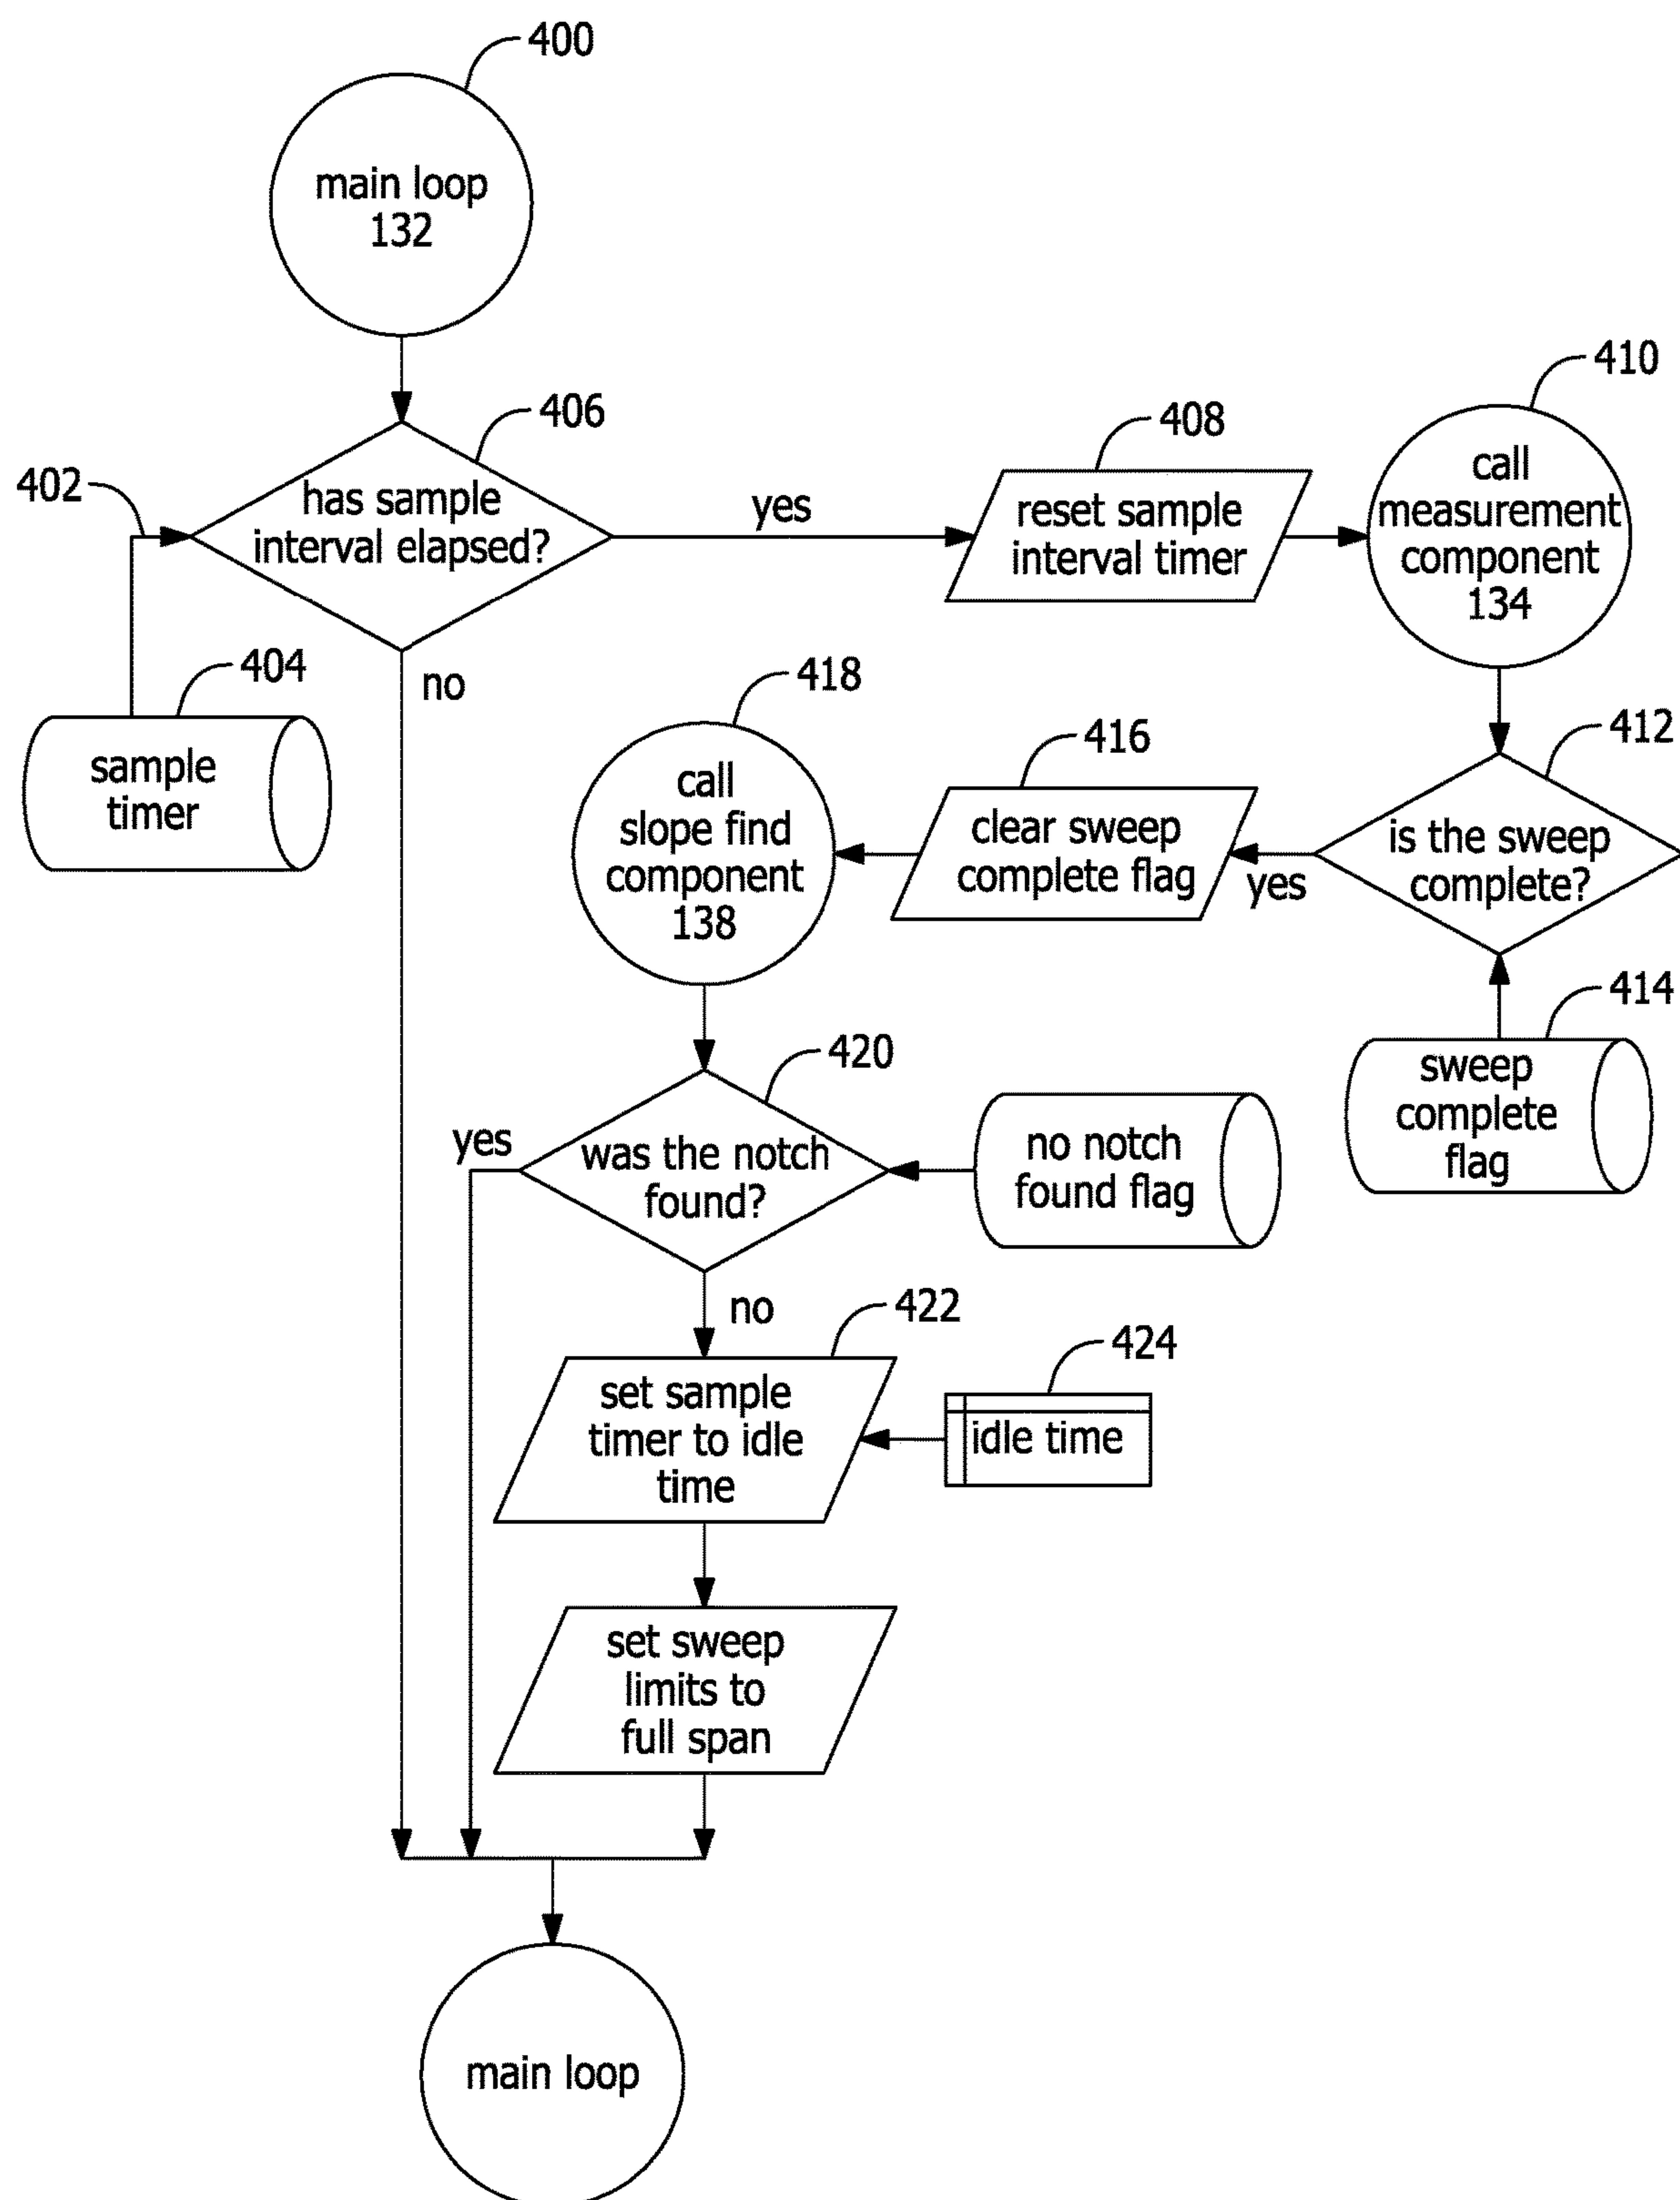 400
main loop
132
406
402
has sample
interval elapsed?
yes
408
reset sample
interval timer
410
call
measurement
component
134
404
no
sample
timer
418
call
slope find
component
138
416
clear sweep
complete flag
yes
412
is the sweep
complete?
414
sweep
complete
flag
420
yes
was the notch
found?
no notch
found flag
no
422
set sample
timer to idle
time
424
idle time
set sweep
limits to
full span
main loop